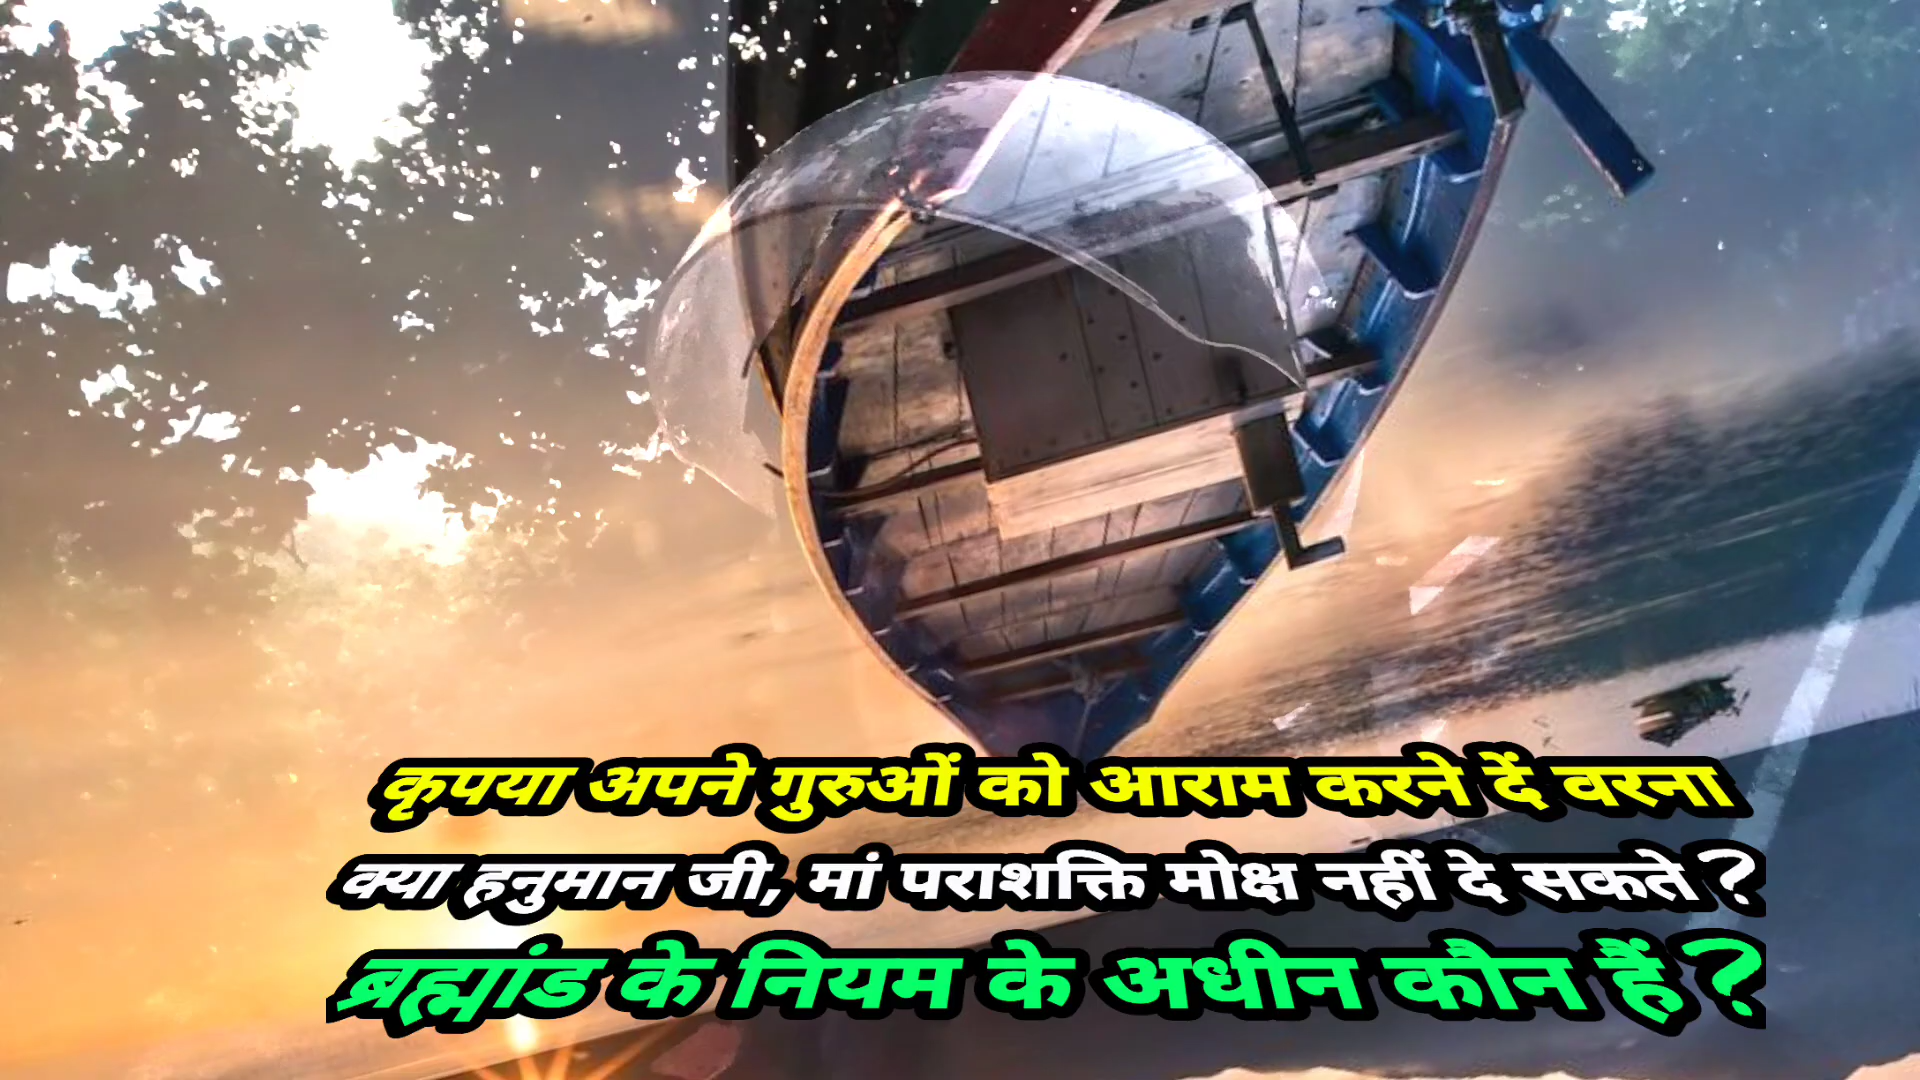 कृपया अपने गुरुओं को आराम करने दें वरना
क्या हनुमान जी, मां पराशक्ति मोक्ष नहीं दे सकते ?
ब्रह्मांड के नियम के अधीन कौन हैं ?